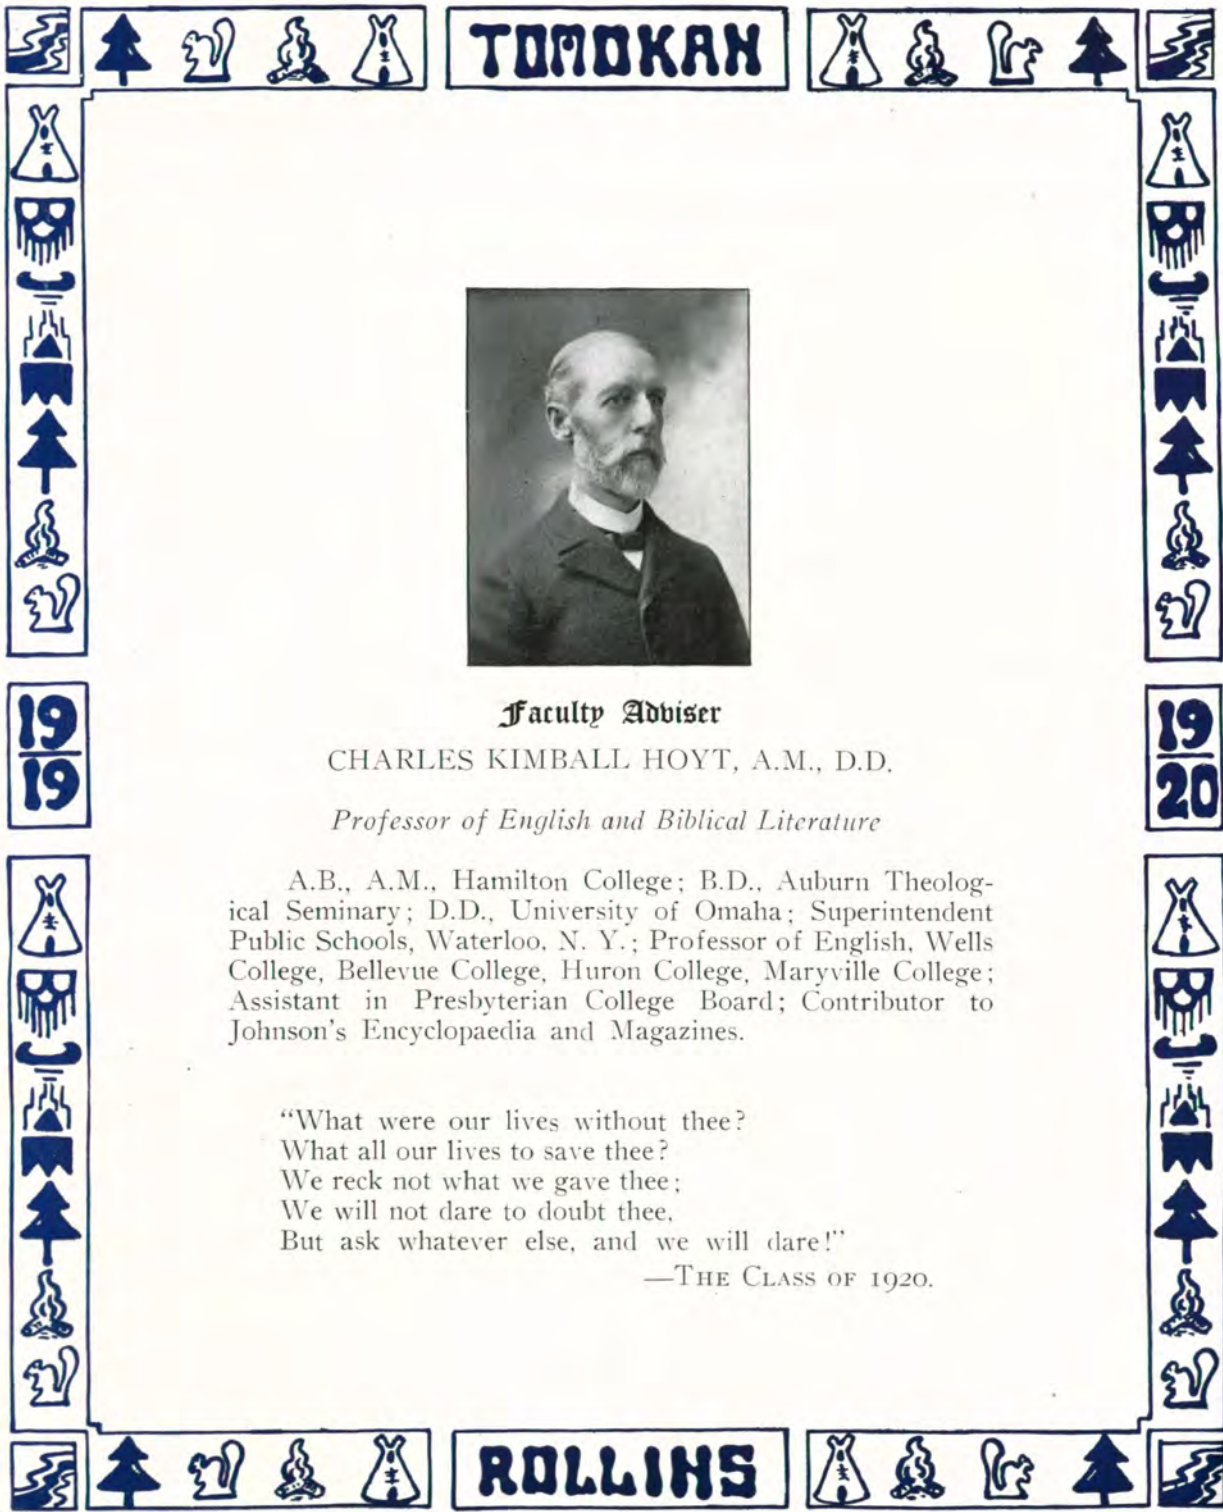 TOMOKAN
Faculty Adviser
CHARLES KIMBALL HOYT, A.M., D.D.
Professor of English and Biblical Literature
19
19
19
20
A.B., A.M., Hamilton College; B.D., Auburn Theolog-
ical Seminary; D.D., University of Omaha; Superintendent
Public Schools, Waterloo, N. Y.; Professor of English, Wells
College, Bellevue College, Huron College, Maryville College;
Assistant in Presbyterian College Board; Contributor to
Johnson's Encyclopaedia and Magazines.
"What were our lives without thee?
What all our lives to save thee?
We reck not what we gave thee;
We will not dare to doubt thee,
But ask whatever else, and we will dare!"
—THE CLASS OF 1920.
ROLLINS